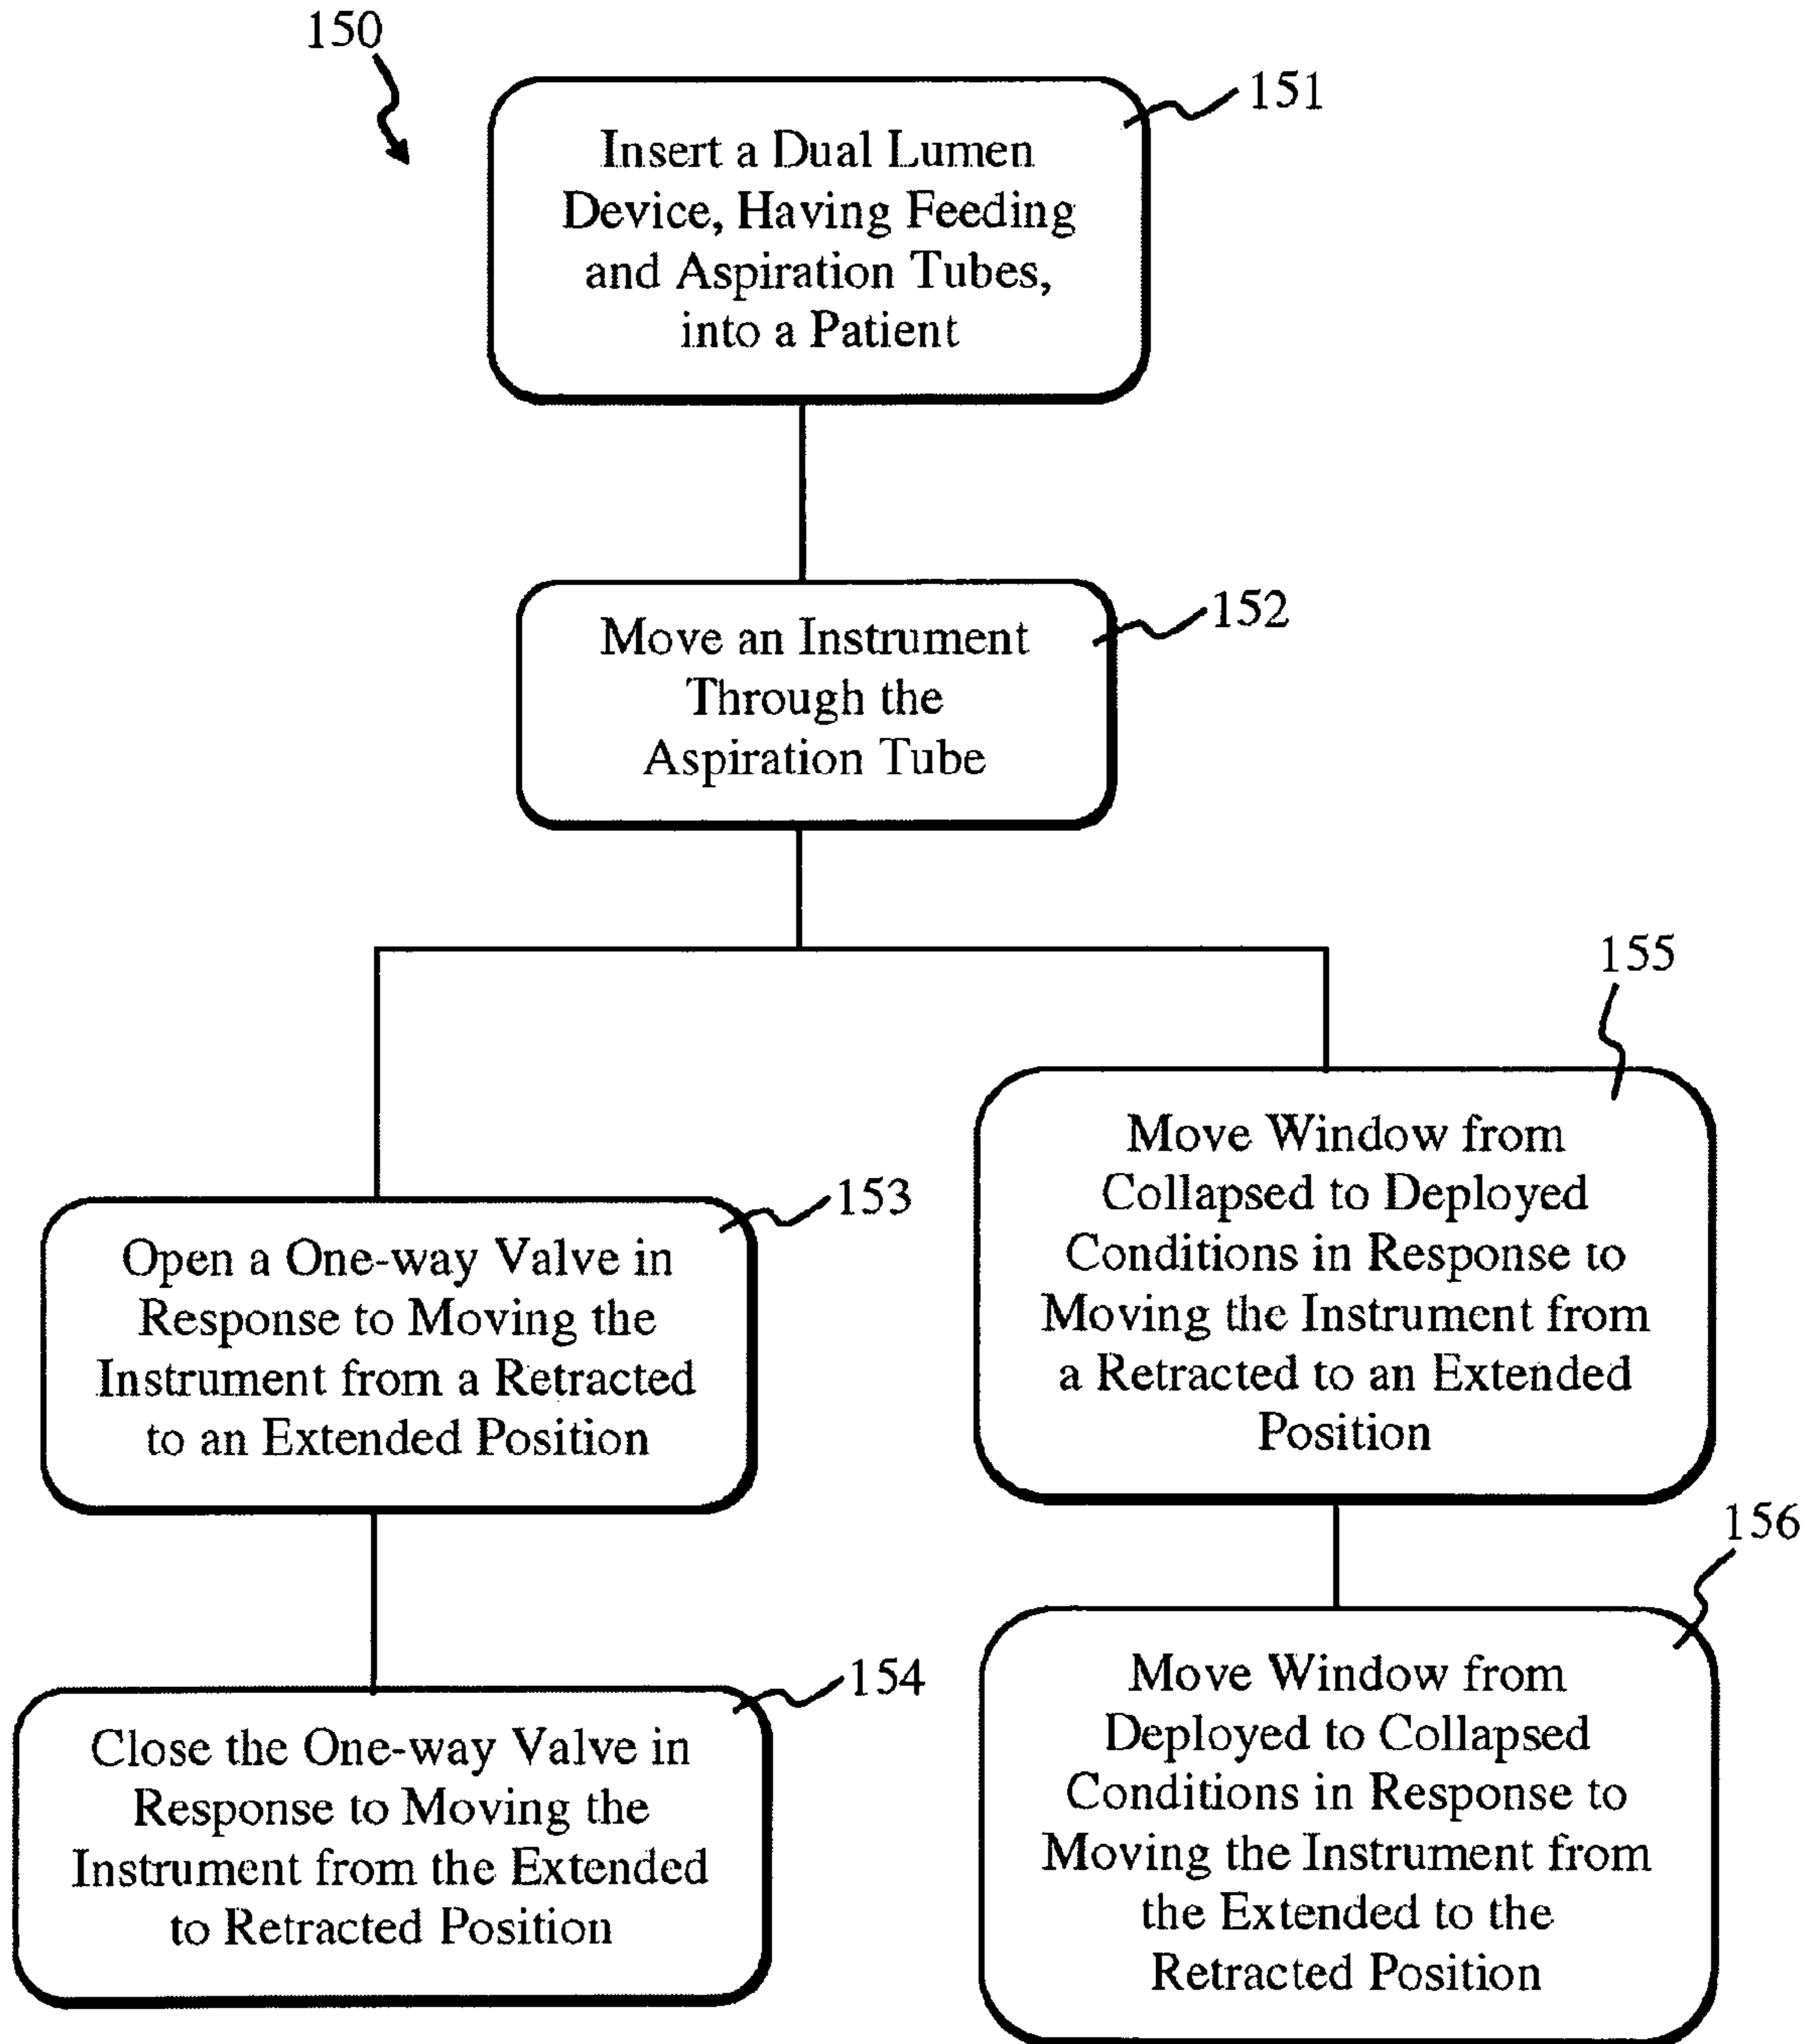 150
151
Insert a Dual Lumen
Device, Having Feeding
and Aspiration Tubes,
into a Patient
152
Move an Instrument
Through the
Aspiration Tube
153
Open a One-way Valve in
Response to Moving the
Instrument from a Retracted
to an Extended Position
154
Close the One-way Valve in
Response to Moving the
Instrument from the Extended
to Retracted Position
155
Move Window from
Collapsed to Deployed
Conditions in Response to
Moving the Instrument from
a Retracted to an Extended
Position
156
Move Window from
Deployed to Collapsed
Conditions in Response to
Moving the Instrument from
the Extended to the
Retracted Position